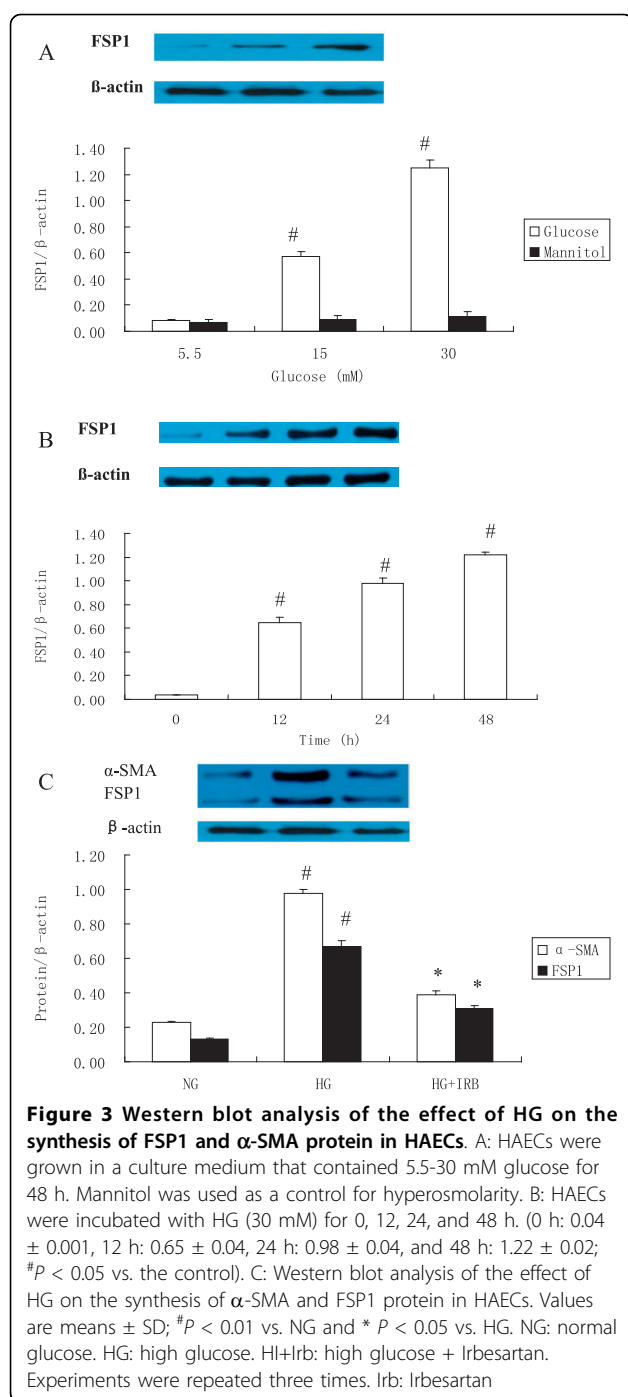 A
FSP1
ß-actin
1.40
1.20
1.00
0.80
0.60
0.40
0.20
0.00
FSP1/β-actin
#
#
Glucose
Mannitol
5.5 15 30
Glucose (mM)
B
FSP1
ß-actin
1.40
1.20
1.00
0.80
0.60
0.40
0.20
0.00
FSP1/β-actin
#
#
#
0 12 24 48
Time (h)
C
α-SMA
FSP1
β-actin
1.20
1.00
0.80
0.60
0.40
0.20
0.00
Protein/β-actin
#
#
*
*
α-SMA
FSP1
NG HG HG+IRB
Figure 3 Western blot analysis of the effect of HG on the
synthesis of FSP1 and α-SMA protein in HAECs. A: HAECs were
grown in a culture medium that contained 5.5-30 mM glucose for
48 h. Mannitol was used as a control for hyperosmolarity. B: HAECs
were incubated with HG (30 mM) for 0, 12, 24, and 48 h. (0 h: 0.04
± 0.001, 12 h: 0.65 ± 0.04, 24 h: 0.98 ± 0.04, and 48 h: 1.22 ± 0.02;
#P < 0.05 vs. the control). C: Western blot analysis of the effect of
HG on the synthesis of α-SMA and FSP1 protein in HAECs. Values
are means ± SD; #P < 0.01 vs. NG and * P < 0.05 vs. HG. NG: normal
glucose. HG: high glucose. HI+Irb: high glucose + Irbesartan.
Experiments were repeated three times. Irb: Irbesartan